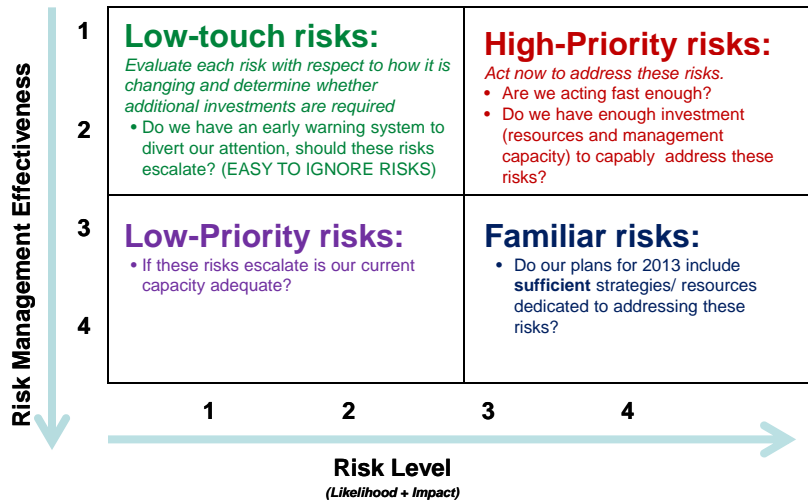 Risk Management Effectiveness
1
2
3
4
Low-touch risks:
Evaluate each risk with respect to how it is
changing and determine whether
additional investments are required
• Do we have an early warning system to
divert our attention, should these risks
escalate? (EASY TO IGNORE RISKS)
High-Priority risks:
Act now to address these risks.
• Are we acting fast enough?
• Do we have enough investment
(resources and management
capacity) to capably address these
risks?
Low-Priority risks:
• If these risks escalate is our current
capacity adequate?
Familiar risks:
• Do our plans for 2013 include
sufficient strategies/ resources
dedicated to addressing these
risks?
1 2 3 4
Risk Level
(Likelihood + Impact)